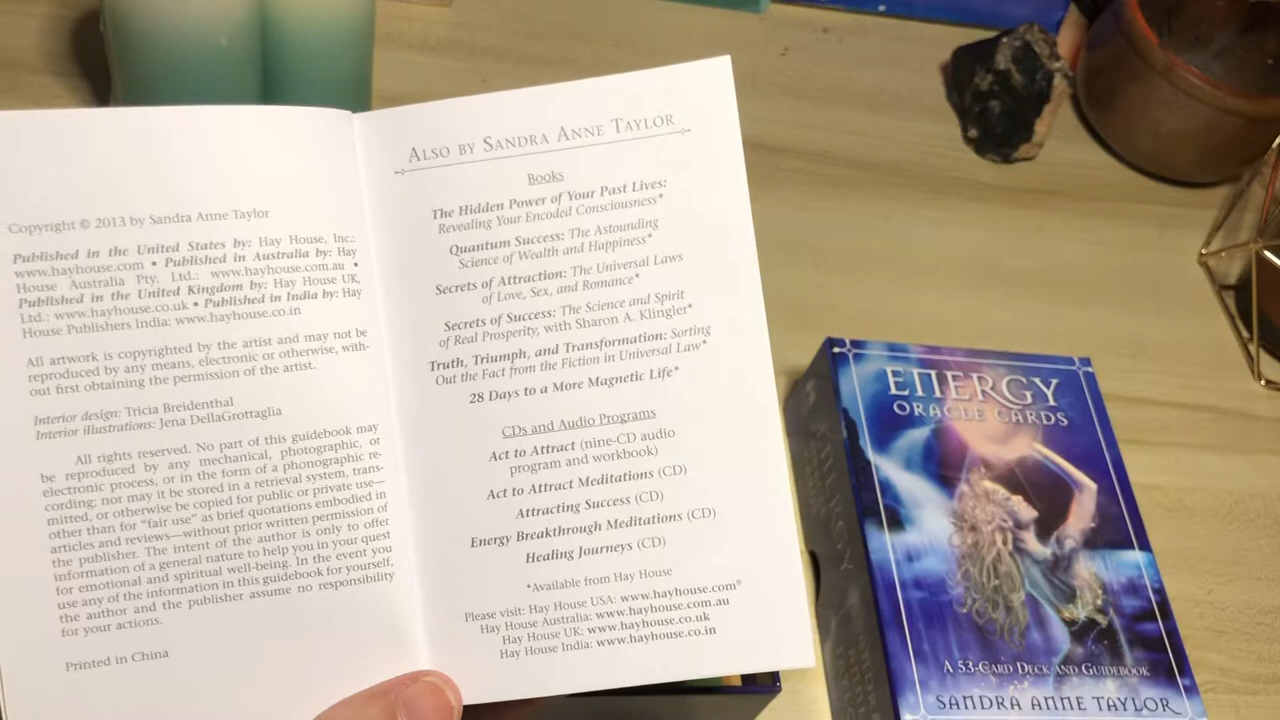 Copyright © 2013 by Sandra Anne Taylor
Published in the United States by: Hay House, Inc.:
www.hayhouse.com • Published in Australia by: Hay
House Australia Pty. Ltd.: www.hayhouse.com.au •
Published in the United Kingdom by: Hay House UK,
Ltd.: www.hayhouse.co.uk • Published in India by: Hay
House Publishers India: www.hayhouse.co.in
All artwork is copyrighted by the artist and may not be
reproduced by any means, electronic or otherwise, with-
out first obtaining the permission of the artist.
Interior design: Tricia Breidenthal
Interior illustrations: Jena DellaGrottaglia
All rights reserved. No part of this guidebook may
be reproduced by any mechanical, photographic, or
electronic process, or in the form of a phonographic re-
cording; nor may it be stored in a retrieval system, trans-
mitted, or otherwise be copied for public or private use—
other than for “fair use” as brief quotations embodied in
articles and reviews—without prior written permission of
the publisher. The intent of the author is only to offer
information of a general nature to help you in your quest
for emotional and spiritual well-being. In the event you
use any of the information in this guidebook for yourself,
the author and the publisher assume no responsibility
for your actions.
Printed in China
ALSO BY SANDRA ANNE TAYLOR
Books
The Hidden Power of Your Past Lives:
Revealing Your Encoded Consciousness*
Quantum Success: The Astounding
Science of Wealth and Happiness*
Secrets of Attraction: The Universal Laws
of Love, Sex, and Romance*
Secrets of Success: The Science and Spirit
of Real Prosperity, with Sharon A. Klingler*
Truth, Triumph, and Transformation: Sorting
Out the Fact from the Fiction in Universal Law*
28 Days to a More Magnetic Life*
CDs and Audio Programs
Act to Attract (nine-CD audio
program and workbook)
Act to Attract Meditations (CD)
Attracting Success (CD)
Energy Breakthrough Meditations (CD)
Healing Journeys (CD)
*Available from Hay House
Please visit: Hay House USA: www.hayhouse.com®
Hay House Australia: www.hayhouse.com.au
Hay House UK: www.hayhouse.co.uk
Hay House India: www.hayhouse.co.in
ENERGY
ORACLE CARDS
A 53-CARD DECK AND GUIDEBOOK
SANDRA ANNE TAYLOR
ENERGY